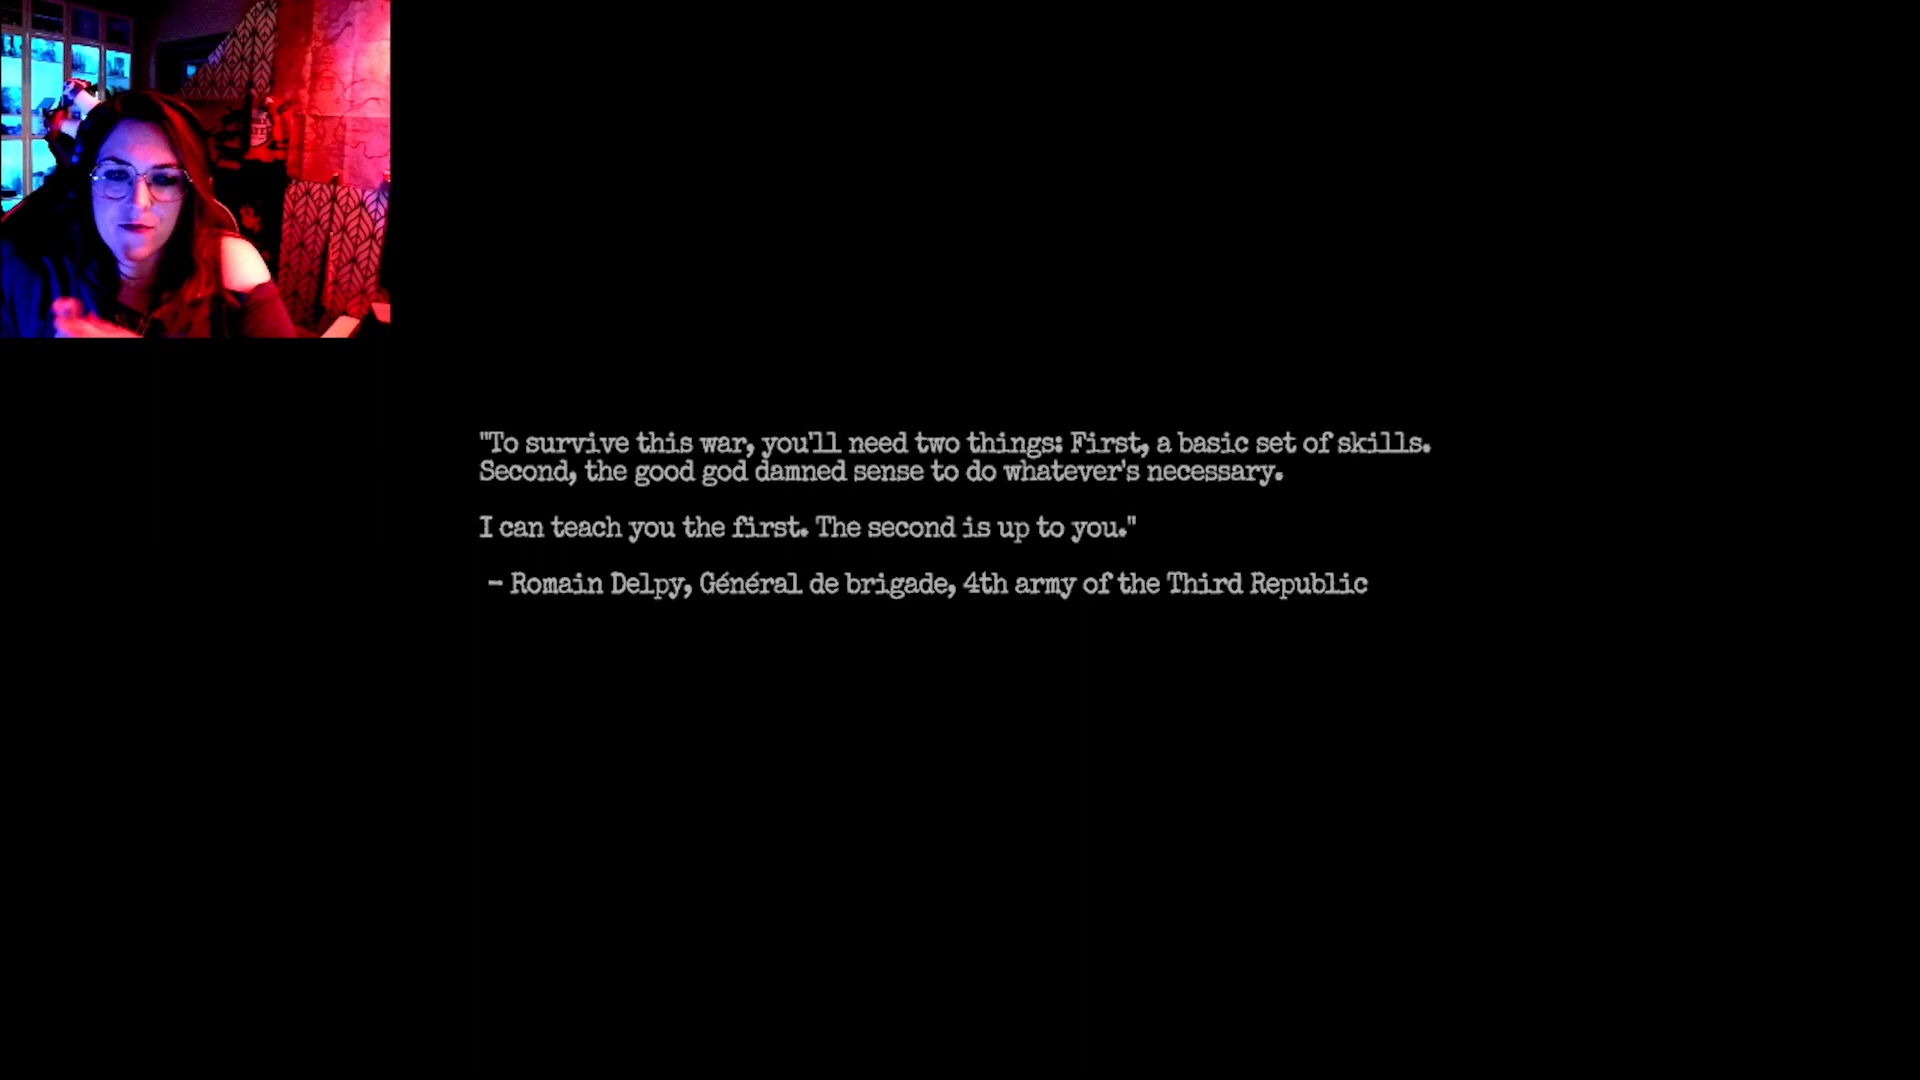 "To survive this war, you'll need two things: First, a basic set of skills.
Second, the good god damned sense to do whatever's necessary.
I can teach you the first. The second is up to you."
- Romain Delpy, Général de brigade, 4th army of the Third Republic